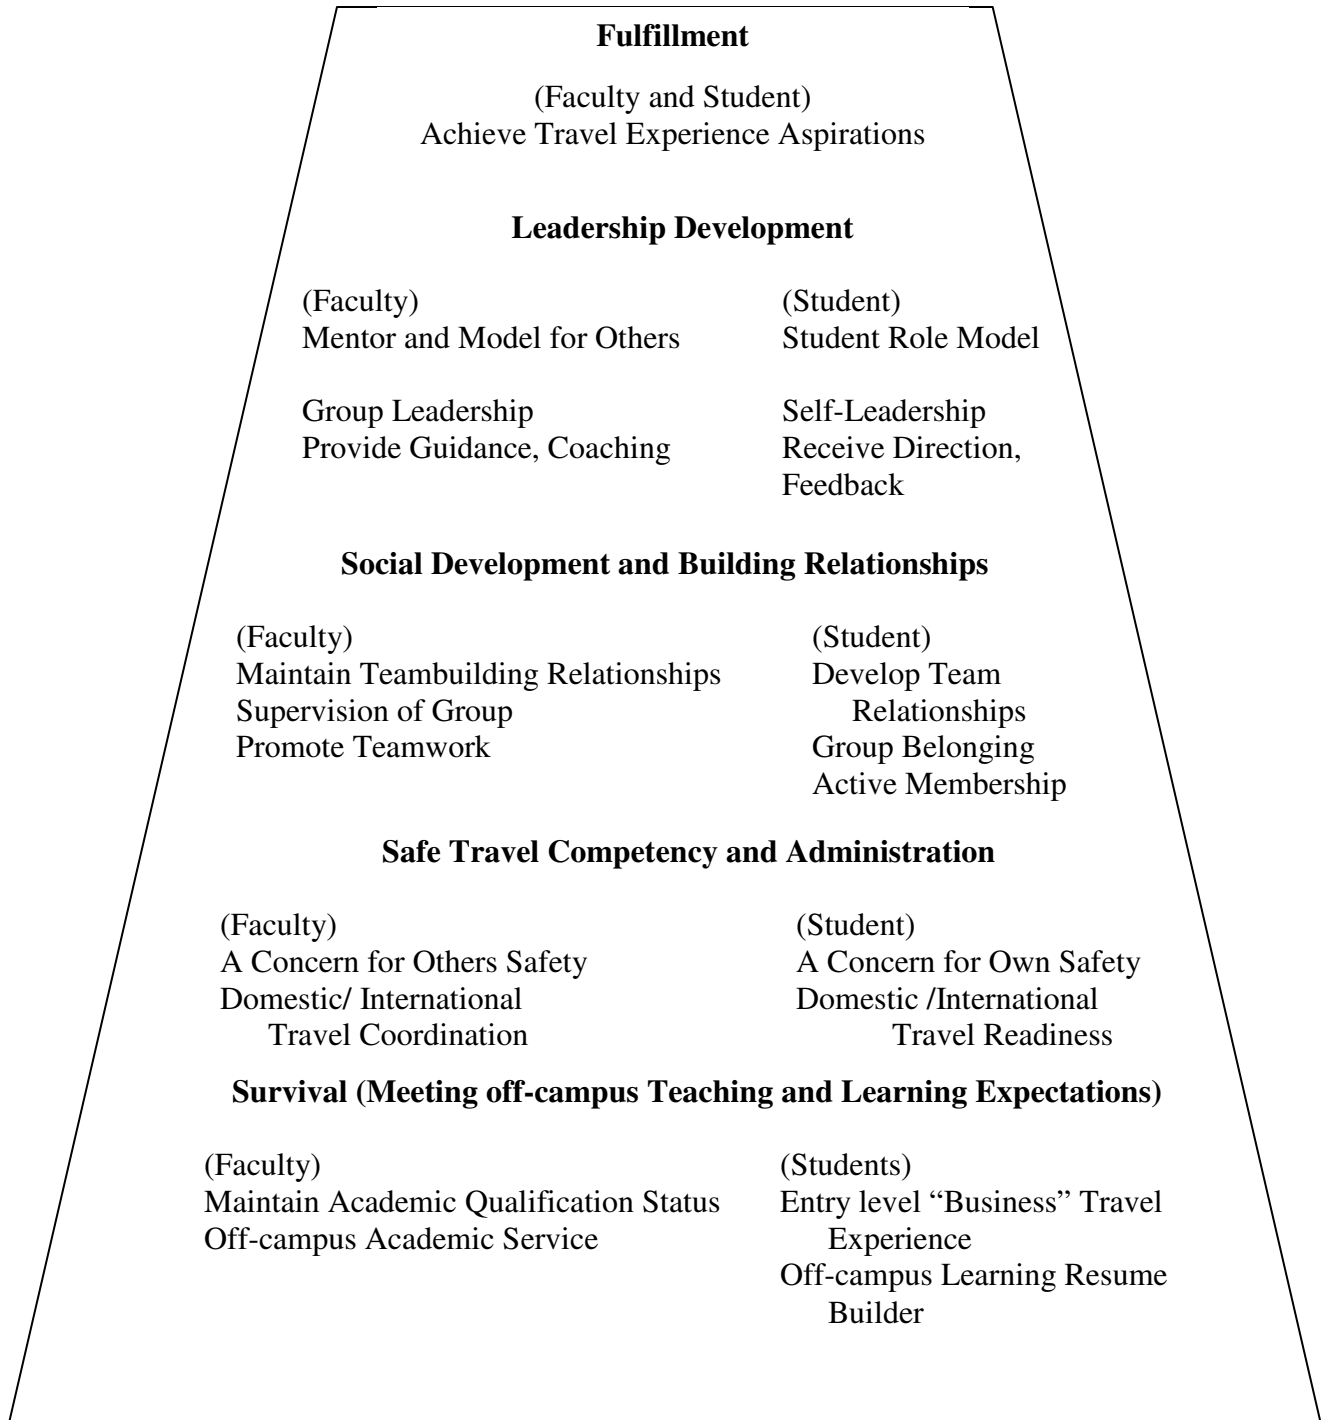 Fulfillment
(Faculty and Student)
Achieve Travel Experience Aspirations
Leadership Development
(Faculty)
Mentor and Model for Others
Group Leadership
Provide Guidance, Coaching
(Student)
Student Role Model
Self-Leadership
Receive Direction,
Feedback
Social Development and Building Relationships
(Faculty)
Maintain Teambuilding Relationships
Supervision of Group
Promote Teamwork
(Student)
Develop Team
Relationships
Group Belonging
Active Membership
Safe Travel Competency and Administration
(Faculty)
A Concern for Others Safety
Domestic/ International
Travel Coordination
(Student)
A Concern for Own Safety
Domestic /International
Travel Readiness
Survival (Meeting off-campus Teaching and Learning Expectations)
(Faculty)
Maintain Academic Qualification Status
Off-campus Academic Service
(Students)
Entry level “Business” Travel
Experience
Off-campus Learning Resume
Builder